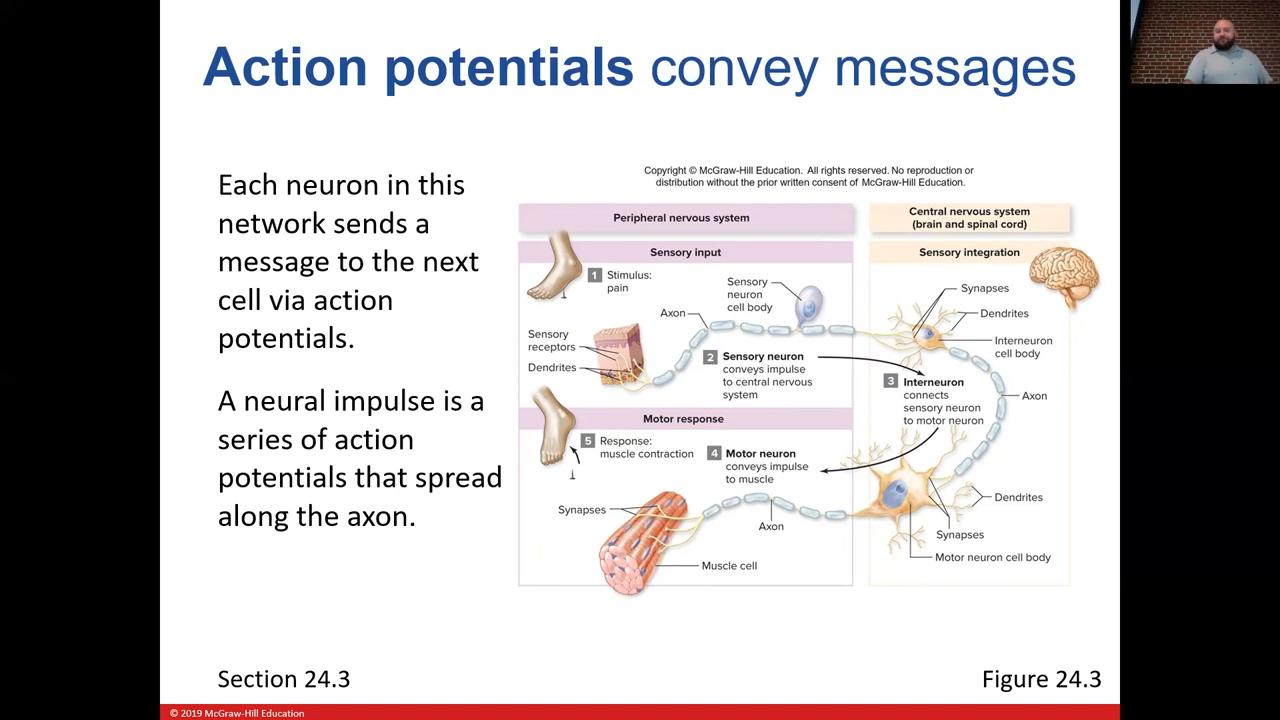 Action potentials convey messages
Each neuron in this
network sends a
message to the next
cell via action
potentials.
A neural impulse is a
series of action
potentials that spread
along the axon.
Copyright © McGraw-Hill Education. All rights reserved. No reproduction or
distribution without the prior written consent of McGraw-Hill Education.
Peripheral nervous system
Central nervous system
(brain and spinal cord)
Sensory input
Sensory integration
1 Stimulus:
pain
Sensory
neuron
cell body
Axon
Sensory
receptors
Dendrites
2 Sensory neuron
conveys impulse
to central nervous
system
Synapses
Dendrites
Interneuron
cell body
3 Interneuron
connects
sensory neuron
to motor neuron
Axon
Motor response
5 Response:
muscle contraction
4 Motor neuron
conveys impulse
to muscle
Synapses
Axon
Muscle cell
Dendrites
Synapses
Motor neuron cell body
Section 24.3
Figure 24.3
© 2019 McGraw-Hill Education